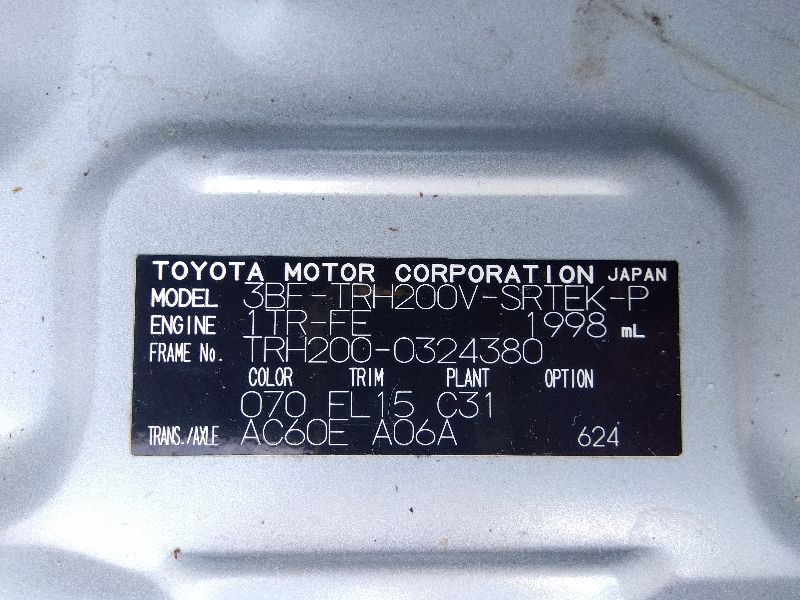 TOYOTA MOTOR CORPORATION JAPAN
MODEL 3BF-TRH200V-SRTEK-P
ENGINE 1TR-FE 1998 mL
FRAME No. TRH200-0324380
COLOR TRIM PLANT OPTION
070 FL15 C31
TRANS./AXLE AC60E A06A 624